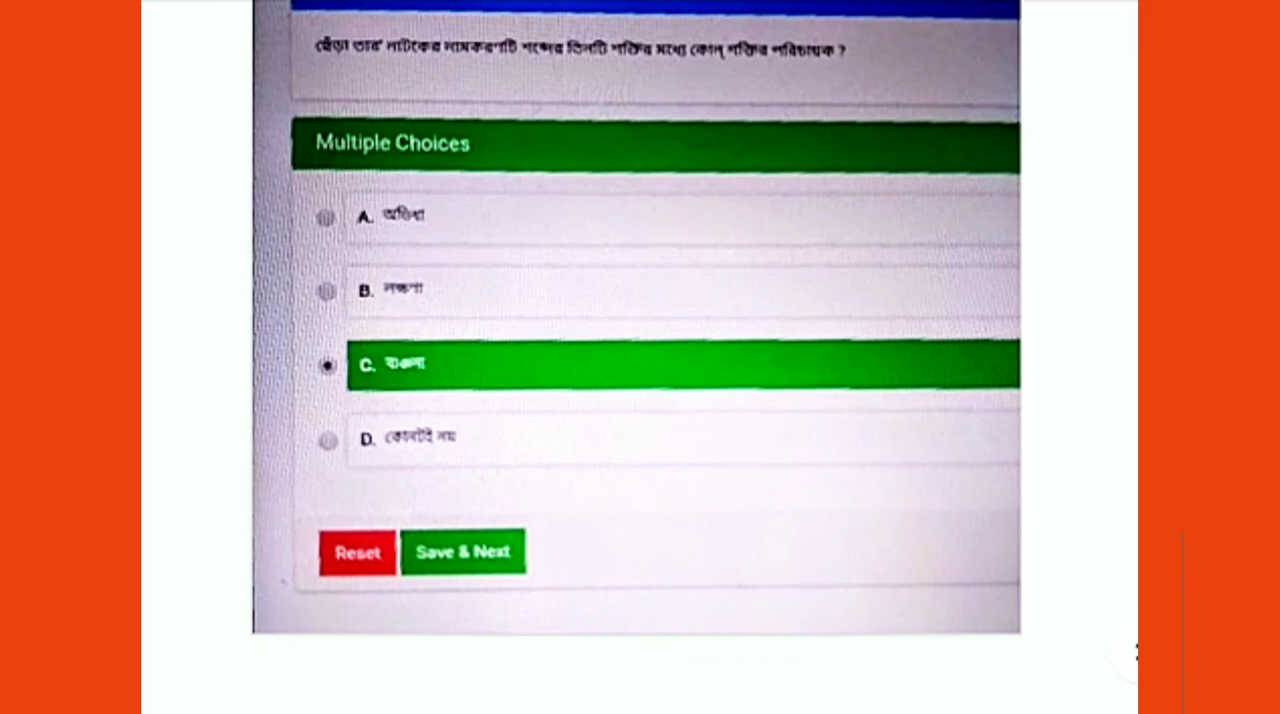 ছেঁড়া তার' নাটকের নামকরণটি শব্দের তিনটি শক্তির মধ্যে কোন্ শক্তির পরিচায়ক ?
Multiple Choices
A. অভিধা
B. লক্ষণা
C. ব্যঞ্জনা
D. কোনটই নয়
Reset
Save & Next